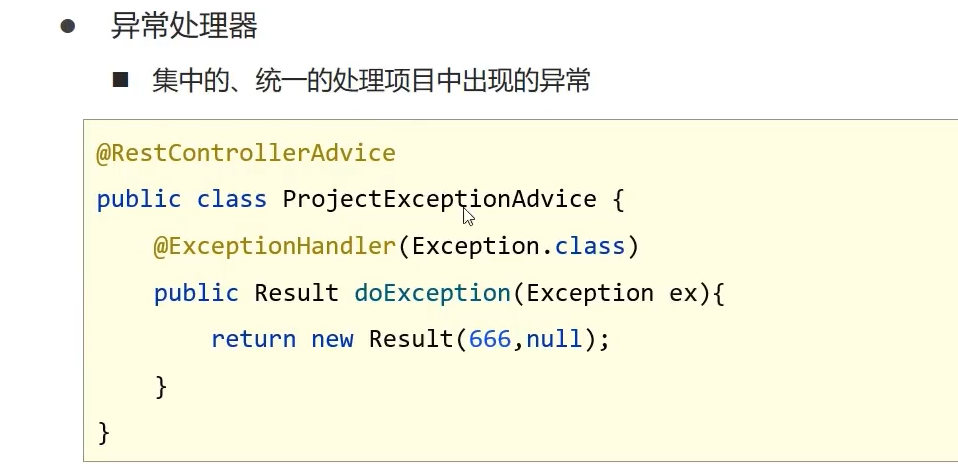 ● 异常处理器
■ 集中的、统一的处理项目中出现的异常
@RestControllerAdvice
public class ProjectExceptionAdvice {
    @ExceptionHandler(Exception.class)
    public Result doException(Exception ex){
        return new Result(666,null);
    }
}